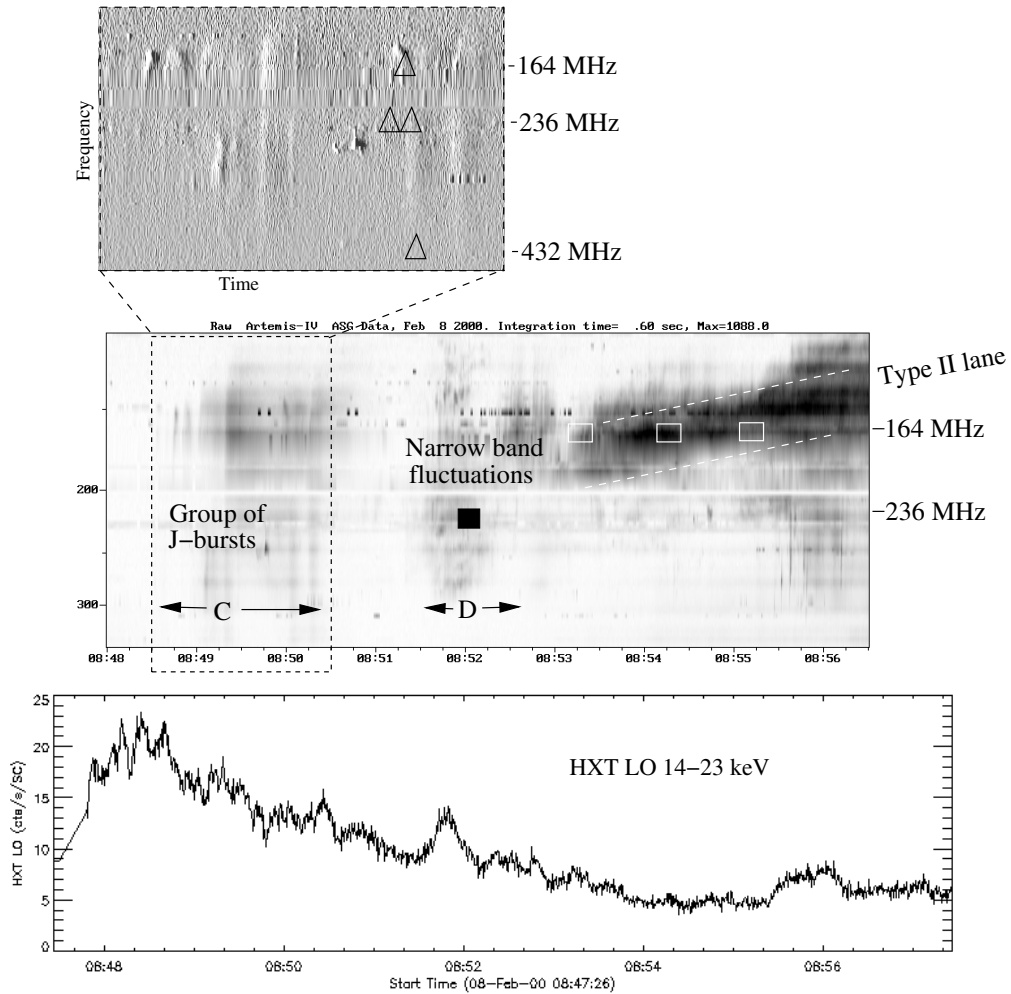 -164 MHz
-236 MHz
-432 MHz
Frequency
Time
Raw Artemis-IV ASG Data, Feb 8 2000. Integration time= .60 sec, Max=1088.0
Type II lane
-164 MHz
-236 MHz
Narrow band
fluctuations
Group of
J-bursts
C
D
200
300
08:48 08:49 08:50 08:51 08:52 08:53 08:54 08:55 08:56
HXT LO 14-23 keV
HXT LO (cts/s/SC)
25
20
15
10
5
0
08:48 08:50 08:52 08:54 08:56
Start Time (08-Feb-00 08:47:26)